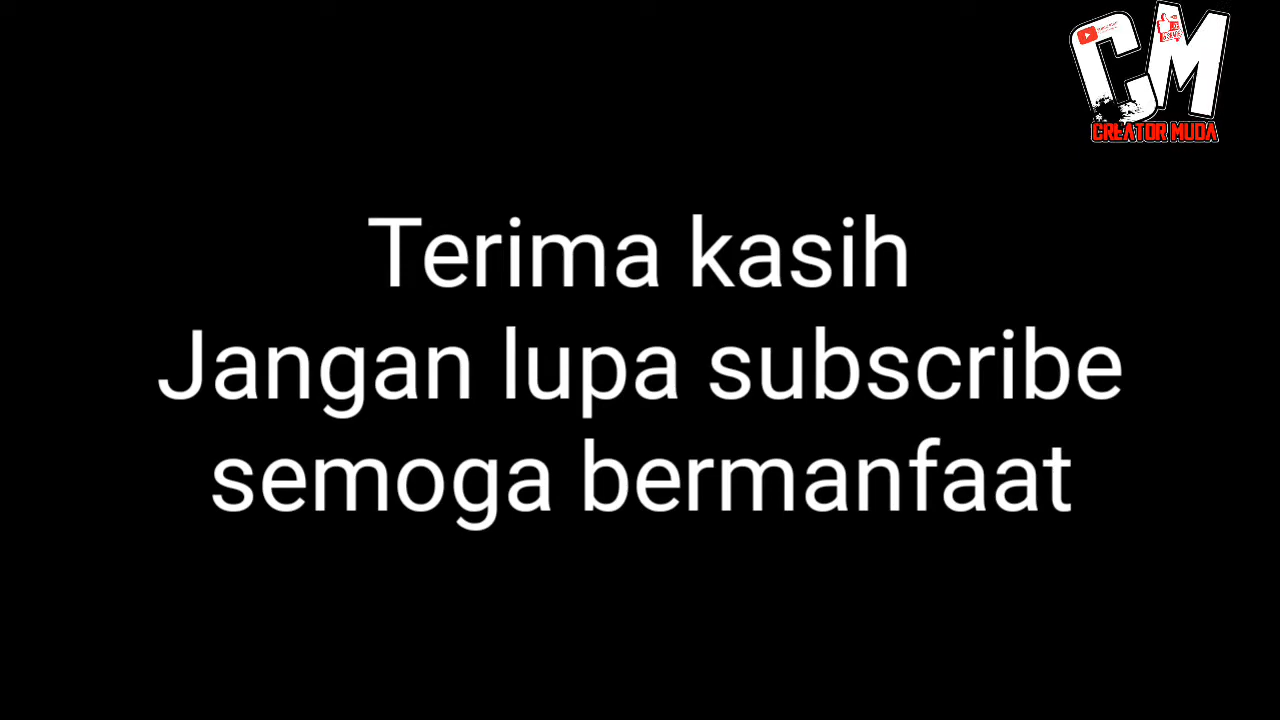 CM
CREATOR MUDA
Terima kasih
Jangan lupa subscribe
semoga bermanfaat